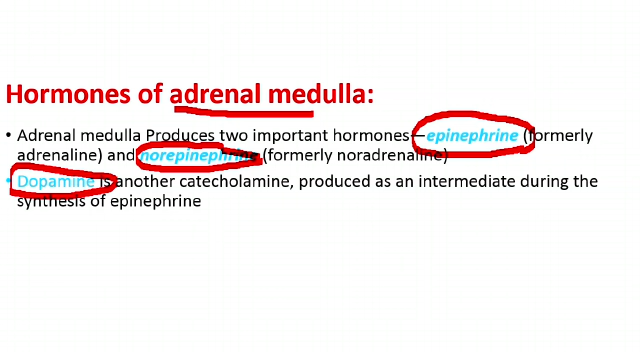 Hormones of adrenal medulla:
• Adrenal medulla Produces two important hormones—epinephrine (formerly
adrenaline) and norepinephrine (formerly noradrenaline)
• Dopamine is another catecholamine, produced as an intermediate during the
synthesis of epinephrine